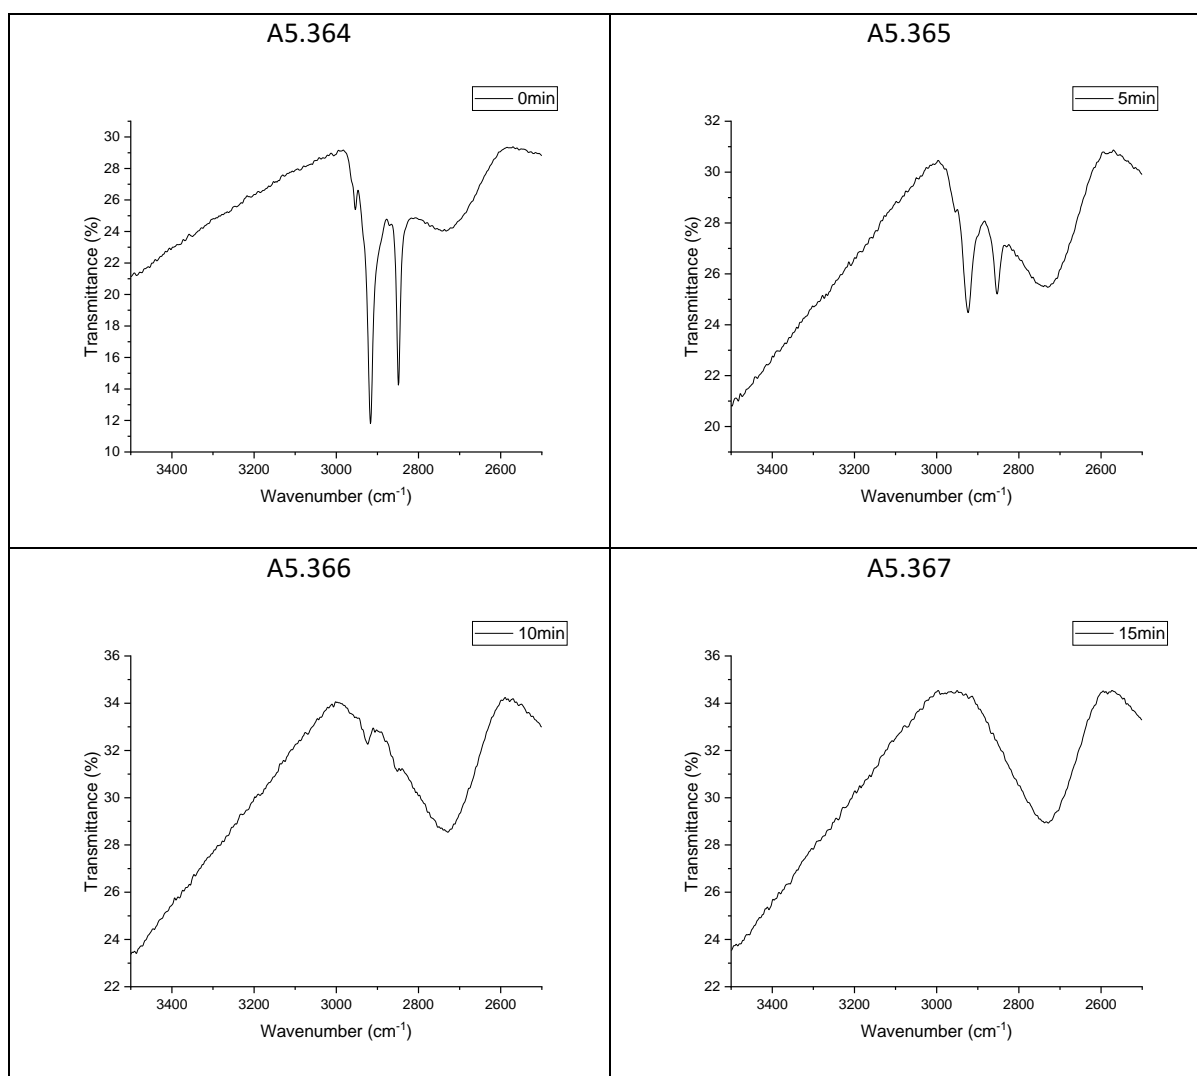 A5.364
0min
30
28
26
24
22
20
18
16
14
12
10
Transmittance (%)
3400 3200 3000 2800 2600
Wavenumber (cm-1)
A5.365
5min
32
30
28
26
24
22
20
Transmittance (%)
3400 3200 3000 2800 2600
Wavenumber (cm-1)
A5.366
10min
36
34
32
30
28
26
24
22
Transmittance (%)
3400 3200 3000 2800 2600
Wavenumber (cm-1)
A5.367
15min
36
34
32
30
28
26
24
22
Transmittance (%)
3400 3200 3000 2800 2600
Wavenumber (cm-1)